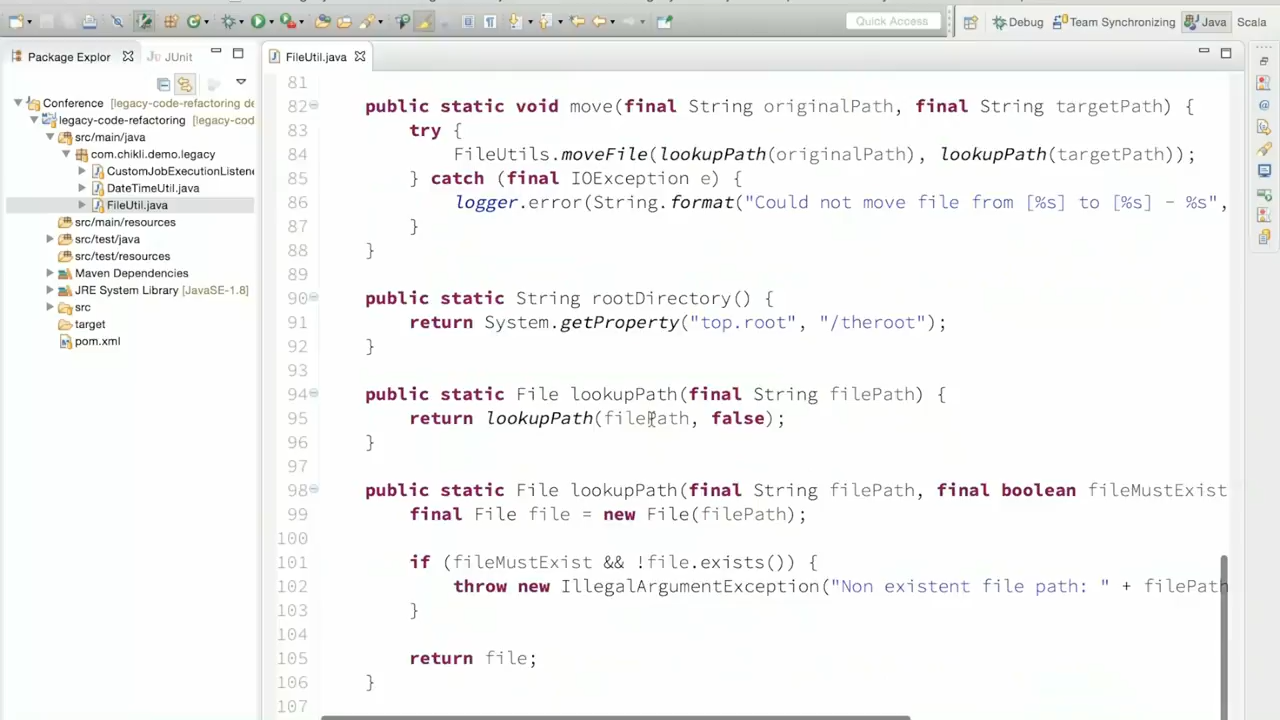 Quick Access
Debug
Team Synchronizing
Java
Scala
Package Explor
JUnit
FileUtil.java
Conference [legacy-code-refactoring de
legacy-code-refactoring [legacy-cod
src/main/java
com.chikli.demo.legacy
CustomJobExecutionListene
DateTimeUtil.java
FileUtil.java
src/main/resources
src/test/java
src/test/resources
Maven Dependencies
JRE System Library [JavaSE-1.8]
src
target
pom.xml
81
82 public static void move(final String originalPath, final String targetPath) {
83 try {
84 FileUtils.moveFile(lookupPath(originalPath), lookupPath(targetPath));
85 } catch (final IOException e) {
86 logger.error(String.format("Could not move file from [%s] to [%s] - %s",
87 }
88 }
89
90 public static String rootDirectory() {
91 return System.getProperty("top.root", "/theroot");
92 }
93
94 public static File lookupPath(final String filePath) {
95 return lookupPath(filePath, false);
96 }
97
98 public static File lookupPath(final String filePath, final boolean fileMustExist
99 final File file = new File(filePath);
100
101 if (fileMustExist && !file.exists()) {
102 throw new IllegalArgumentException("Non existent file path: " + filePath
103 }
104
105 return file;
106 }
107